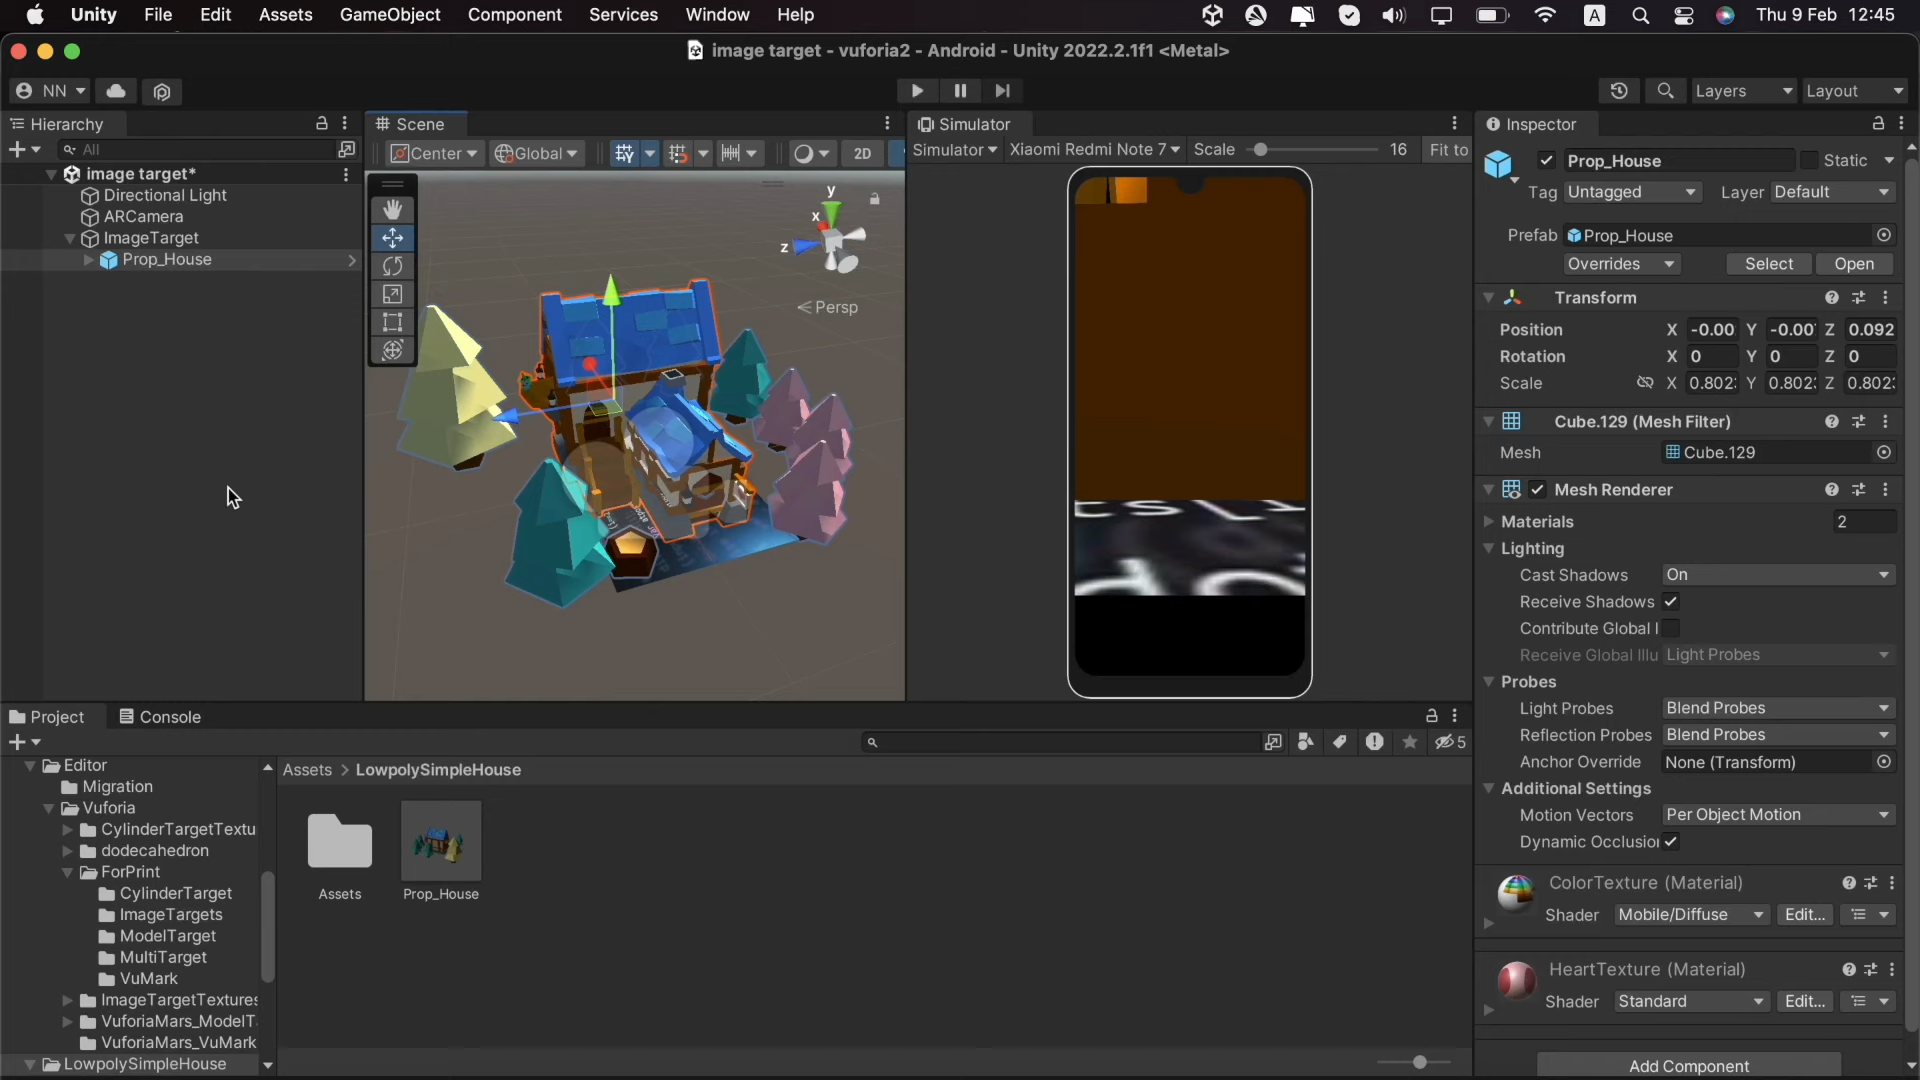 Unity File Edit Assets GameObject Component Services Window Help A Thu 9 Feb 12:45
image target - vuforia2 - Android - Unity 2022.2.1f1 <Metal>
NN Layers Layout
Hierarchy
All
image target*
Directional Light
ARCamera
ImageTarget
Prop_House
Scene
Center Global 2D
y
x
z
Persp
Simulator
Simulator Xiaomi Redmi Note 7 Scale 16 Fit to
Inspector
Prop_House Static
Tag Untagged Layer Default
Prefab Prop_House
Overrides Select Open
Transform
Position X -0.00 Y -0.00 Z 0.092
Rotation X 0 Y 0 Z 0
Scale X 0.802 Y 0.802 Z 0.802
Cube.129 (Mesh Filter)
Mesh Cube.129
Mesh Renderer
Materials 2
Lighting
Cast Shadows On
Receive Shadows
Contribute Global I
Receive Global Illu Light Probes
Probes
Light Probes Blend Probes
Reflection Probes Blend Probes
Anchor Override None (Transform)
Additional Settings
Motion Vectors Per Object Motion
Dynamic Occlusion
ColorTexture (Material)
Shader Mobile/Diffuse Edit...
HeartTexture (Material)
Shader Standard Edit...
Add Component
Project Console
5
Editor
Migration
Vuforia
CylinderTargetTextu
dodecahedron
ForPrint
CylinderTarget
ImageTargets
ModelTarget
MultiTarget
VuMark
ImageTargetTextures
VuforiaMars_ModelT
VuforiaMars_VuMark
LowpolySimpleHouse
Assets > LowpolySimpleHouse
Assets
Prop_House